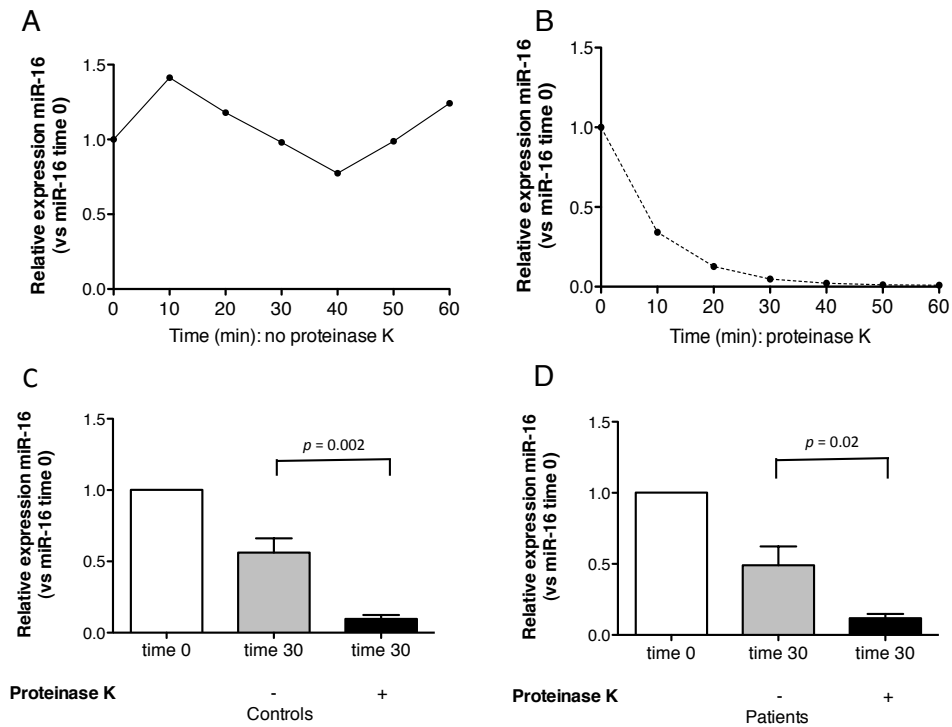 A
Relative expression miR-16
(vs miR-16 time 0)
1.5
1.0
0.5
0.0
0 10 20 30 40 50 60
Time (min): no proteinase K
B
Relative expression miR-16
(vs miR-16 time 0)
1.5
1.0
0.5
0.0
0 10 20 30 40 50 60
Time (min): proteinase K
C
Relative expression miR-16
(vs miR-16 time 0)
1.5
1.0
0.5
0.0
p = 0.002
time 0 time 30 time 30
Proteinase K - +
Controls
D
Relative expression miR-16
(vs miR-16 time 0)
1.5
1.0
0.5
0.0
p = 0.02
time 0 time 30 time 30
Proteinase K - +
Patients